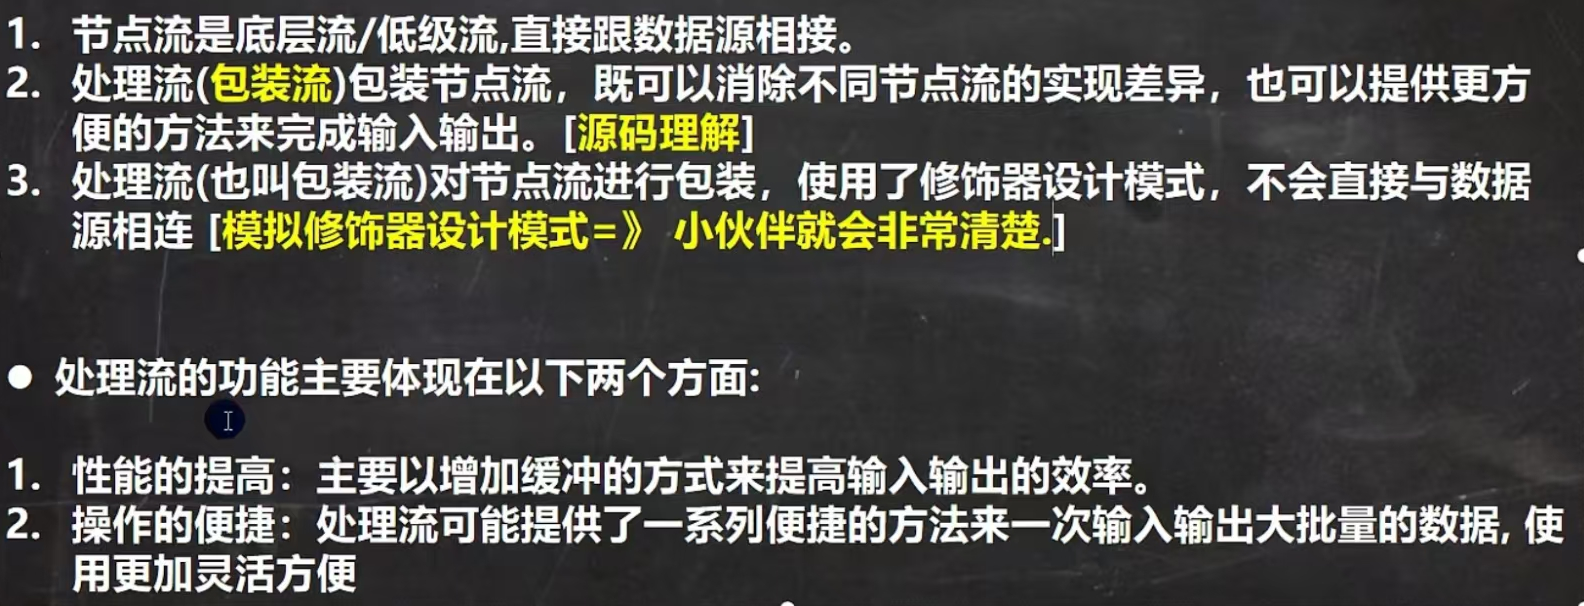 1. 节点流是底层流/低级流,直接跟数据源相接。
2. 处理流(包装流)包装节点流，既可以消除不同节点流的实现差异，也可以提供更方
便的方法来完成输入输出。[源码理解]
3. 处理流(也叫包装流)对节点流进行包装，使用了修饰器设计模式，不会直接与数据
源相连 [模拟修饰器设计模式=》 小伙伴就会非常清楚.]
● 处理流的功能主要体现在以下两个方面:
1. 性能的提高：主要以增加缓冲的方式来提高输入输出的效率。
2. 操作的便捷：处理流可能提供了一系列便捷的方法来一次输入输出大批量的数据, 使
用更加灵活方便